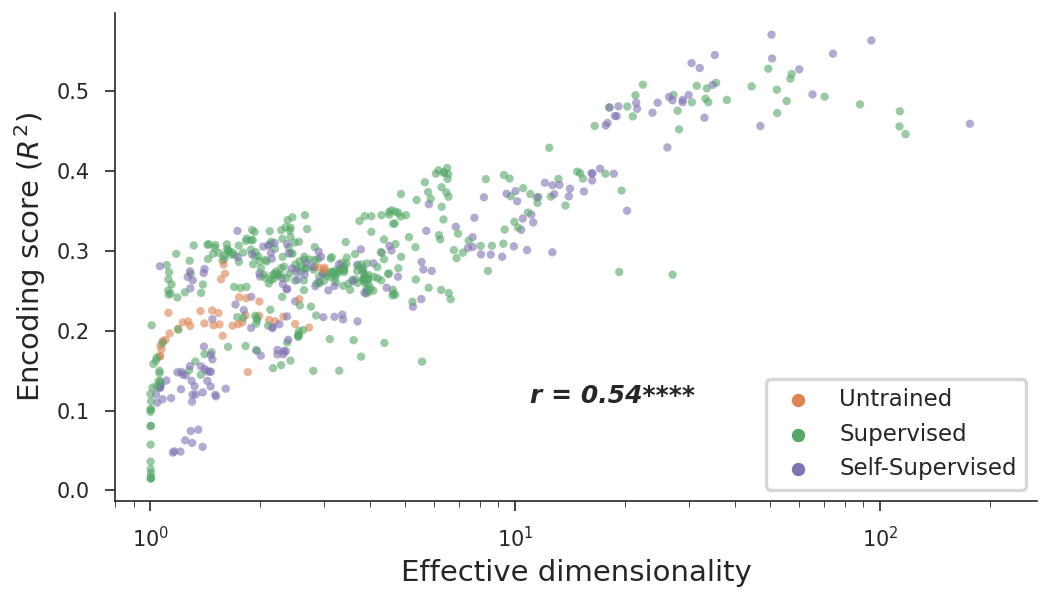 Encoding score (R²)
0.5
0.4
0.3
0.2
0.1
0.0
r = 0.54****
Untrained
Supervised
Self-Supervised
10⁰ 10¹ 10²
Effective dimensionality